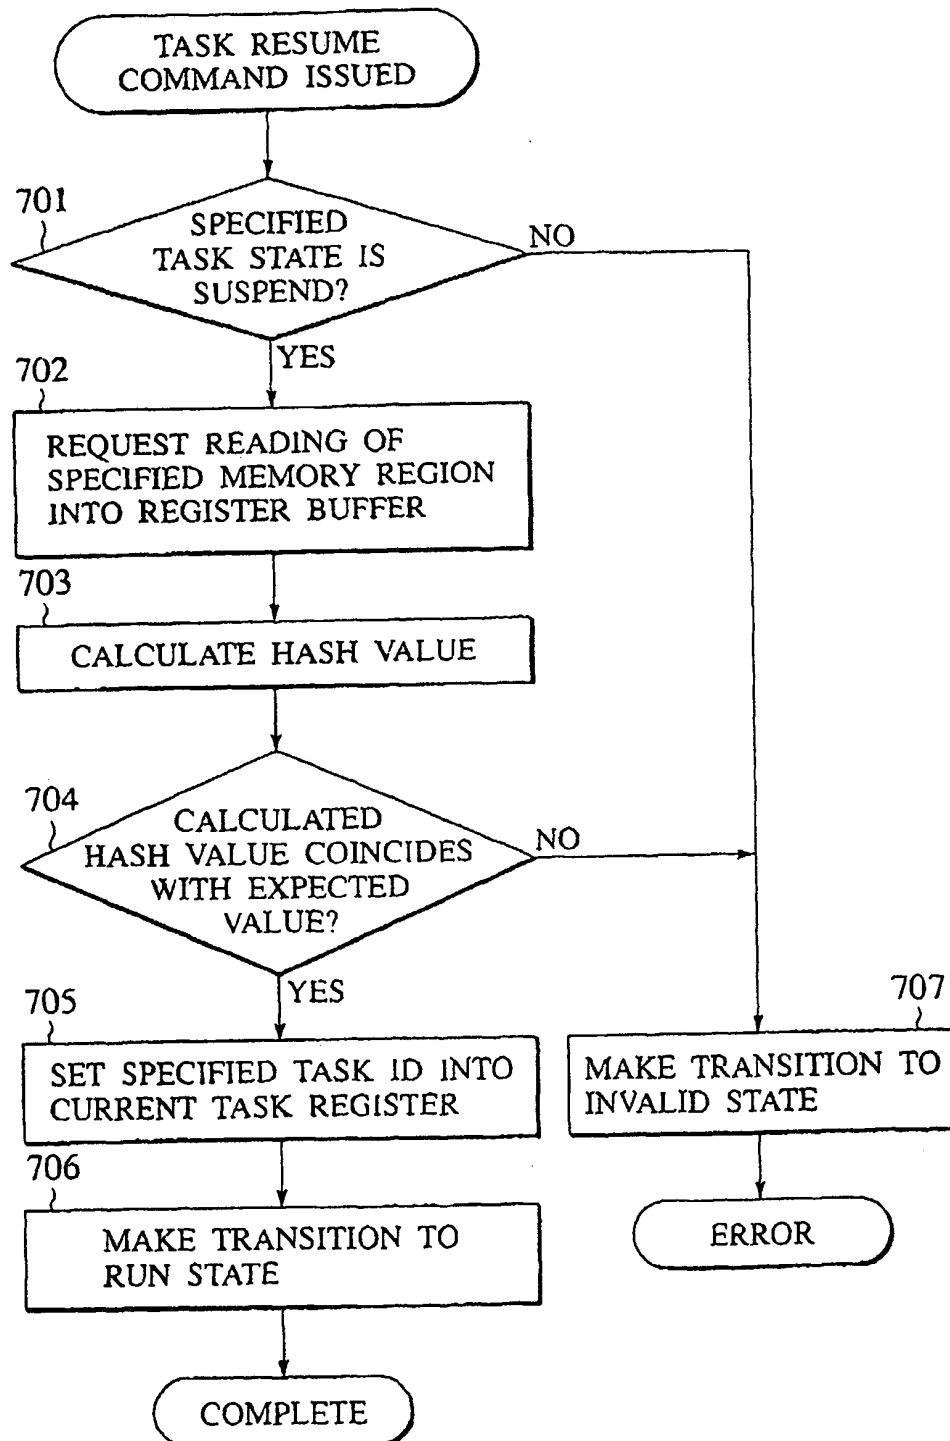 TASK RESUME
COMMAND ISSUED
701
SPECIFIED
TASK STATE IS
SUSPEND?
NO
YES
702
REQUEST READING OF
SPECIFIED MEMORY REGION
INTO REGISTER BUFFER
703
CALCULATE HASH VALUE
704
CALCULATED
HASH VALUE COINCIDES
WITH EXPECTED
VALUE?
NO
YES
705
SET SPECIFIED TASK ID INTO
CURRENT TASK REGISTER
707
MAKE TRANSITION TO
INVALID STATE
706
MAKE TRANSITION TO
RUN STATE
ERROR
COMPLETE